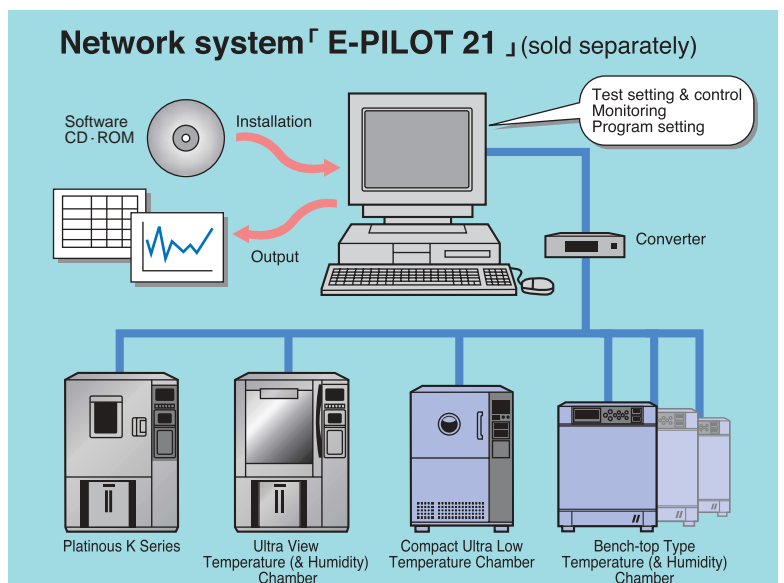 Network system「 E-PILOT 21 」(sold separately)
Software
CD-ROM
Installation
Test setting & control
Monitoring
Program setting
Output
Converter
Platinous K Series
Ultra View
Temperature (& Humidity)
Chamber
Compact Ultra Low
Temperature Chamber
Bench-top Type
Temperature (& Humidity)
Chamber